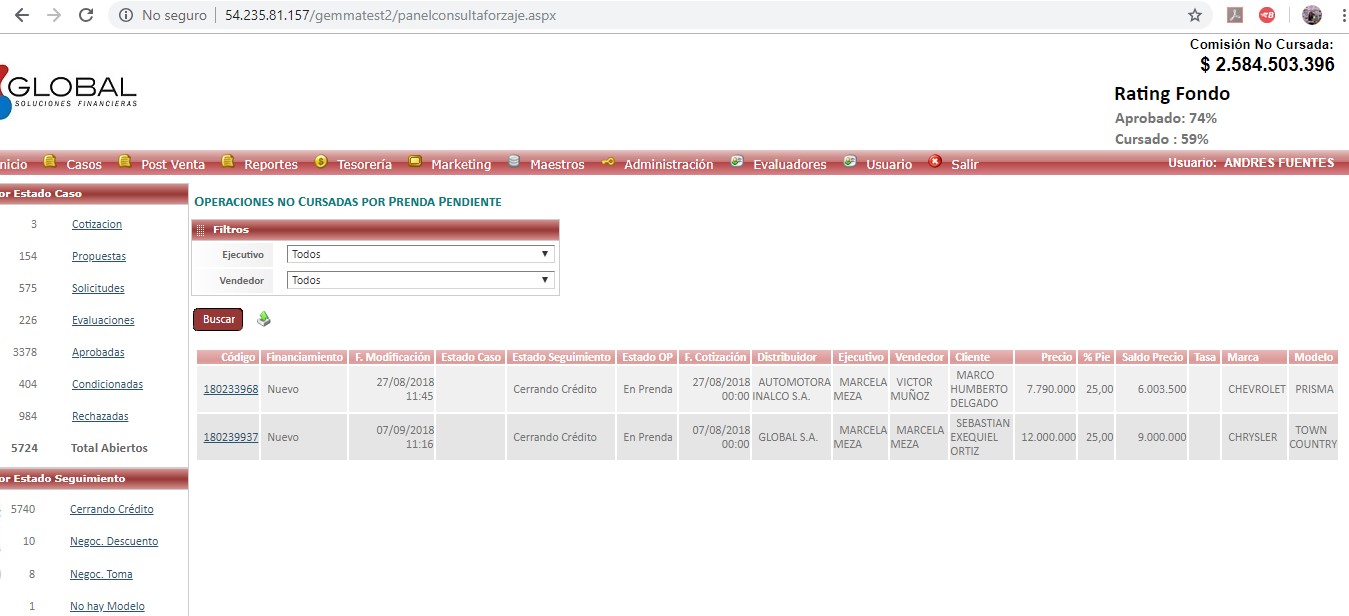 No seguro | 54.235.81.157/gemmatest2/panelconsultaforzaje.aspx
Comisión No Cursada:
$ 2.584.503.396
GLOBAL
SOLUCIONES FINANCIERAS
Rating Fondo
Aprobado: 74%
Cursado : 59%
nicio Casos Post Venta Reportes Tesorería Marketing Maestros Administración Evaluadores Usuario Salir Usuario: ANDRES FUENTES
or Estado Caso
3 Cotizacion
154 Propuestas
575 Solicitudes
226 Evaluaciones
3378 Aprobadas
404 Condicionadas
984 Rechazadas
5724 Total Abiertos
or Estado Seguimiento
5740 Cerrando Crédito
10 Negoc. Descuento
8 Negoc. Toma
1 No hay Modelo
OPERACIONES NO CURSADAS POR PRENDA PENDIENTE
Filtros
Ejecutivo Todos
Vendedor Todos
Buscar
Código Financiamiento F. Modificación Estado Caso Estado Seguimiento Estado OP F. Cotización Distribuidor Ejecutivo Vendedor Cliente Precio % Pie Saldo Precio Tasa Marca Modelo
180233968 Nuevo 27/08/2018 11:45 Cerrando Crédito En Prenda 27/08/2018 00:00 AUTOMOTORA INALCO S.A. MARCELA MEZA VICTOR MUÑOZ MARCO HUMBERTO DELGADO 7.790.000 25,00 6.003.500 CHEVROLET PRISMA
180239937 Nuevo 07/09/2018 11:16 Cerrando Crédito En Prenda 07/08/2018 00:00 GLOBAL S.A. MARCELA MEZA MARCELA MEZA SEBASTIAN EXEQUIEL ORTIZ 12.000.000 25,00 9.000.000 CHRYSLER TOWN COUNTRY